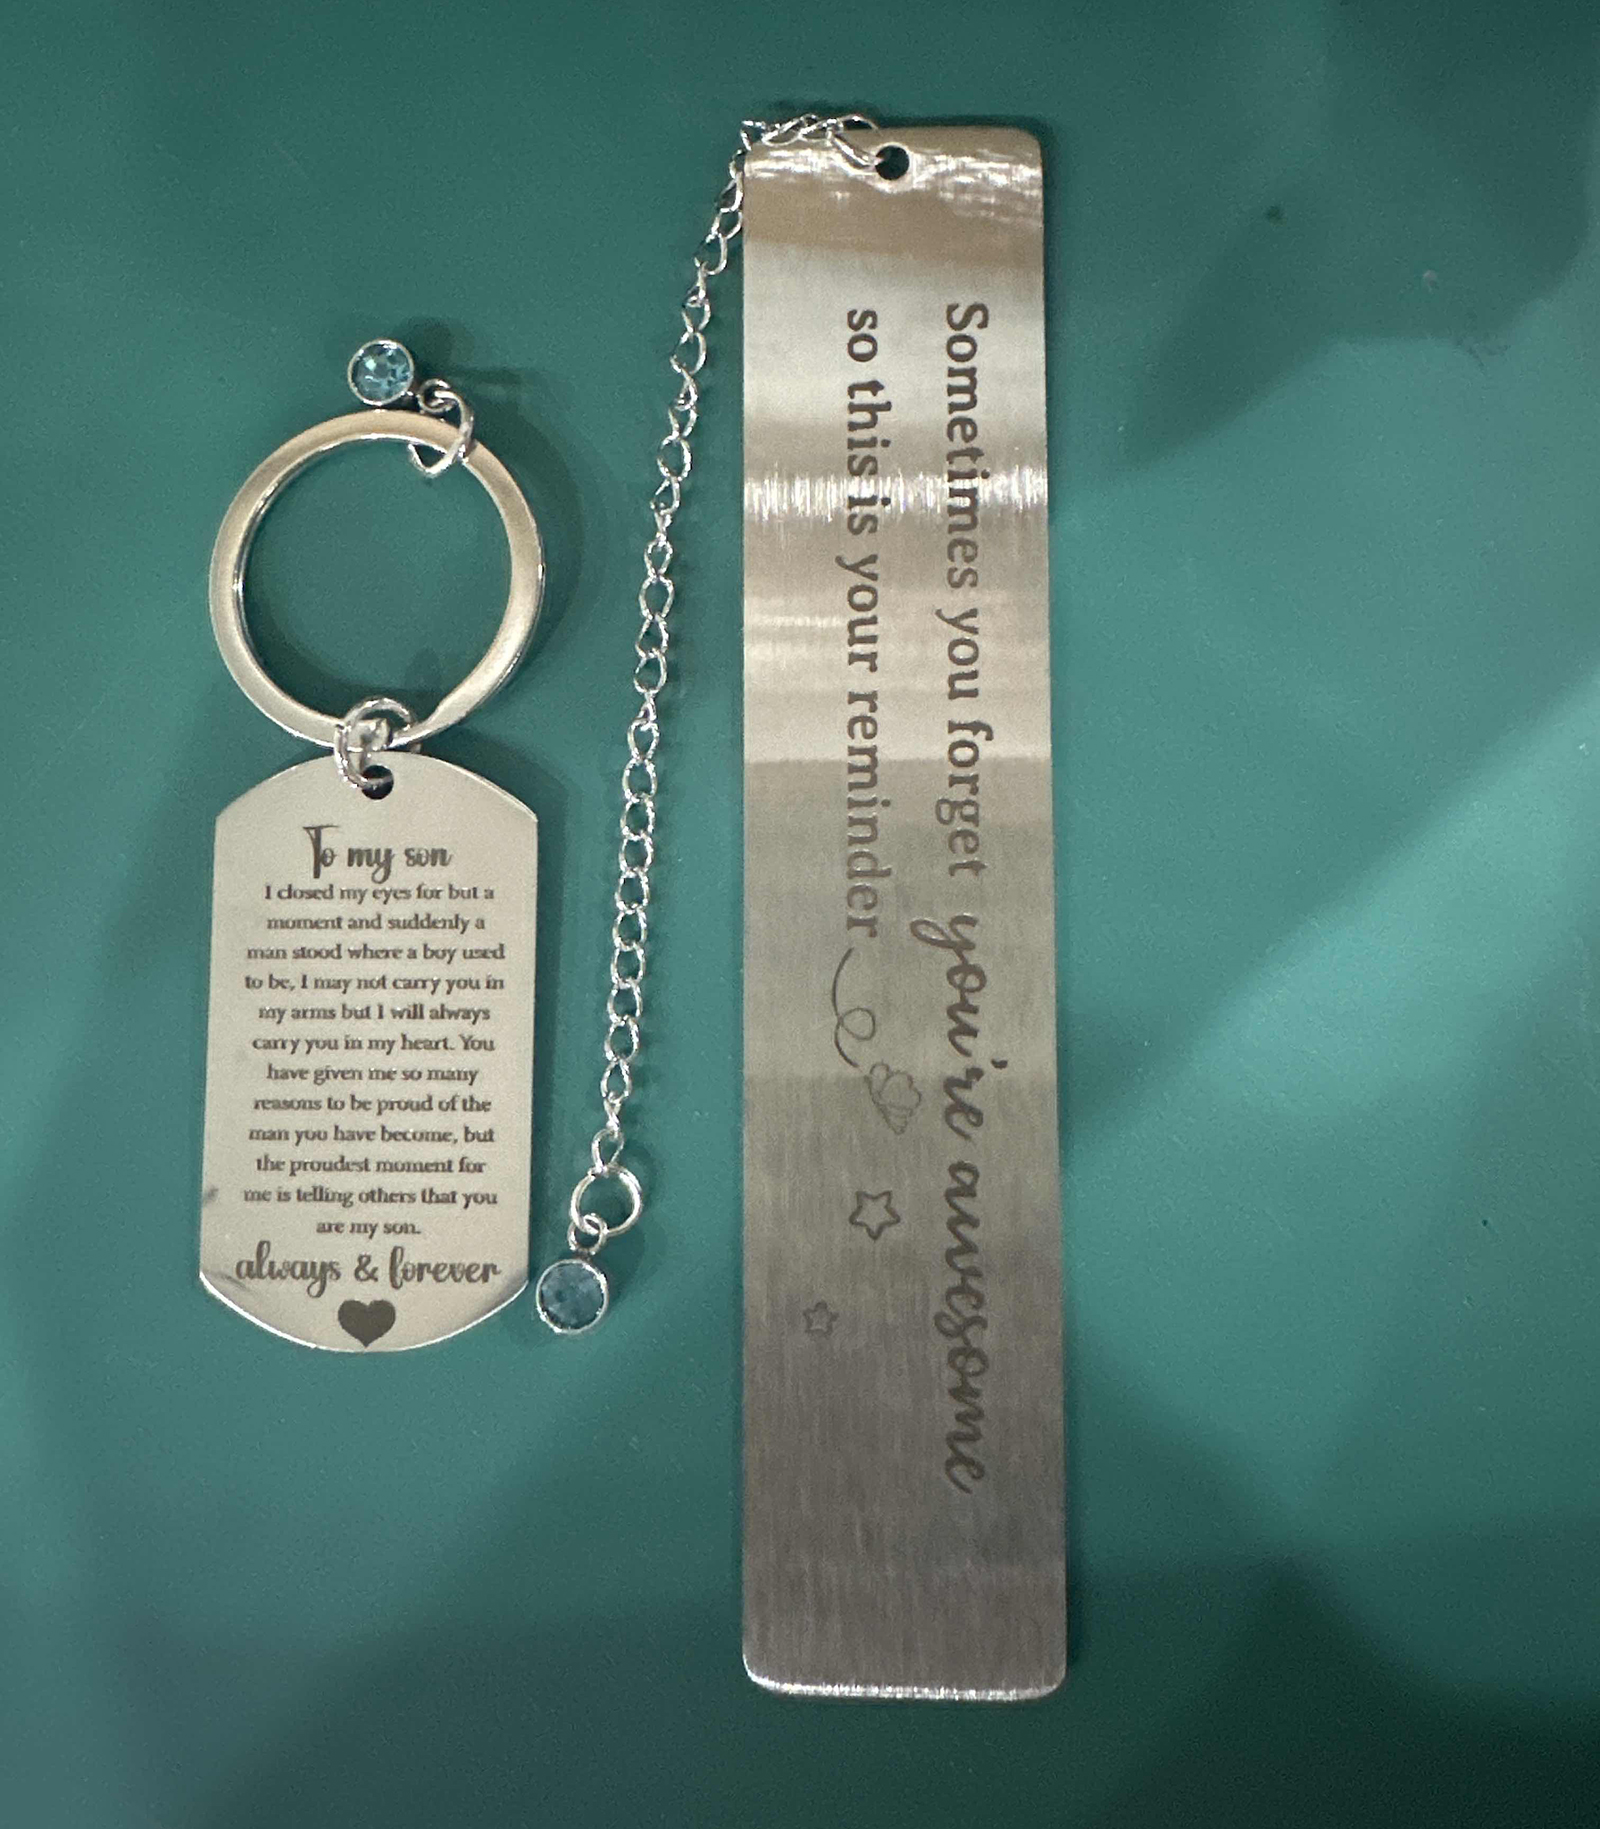 To my son
I closed my eyes for but a
moment and suddenly a
man stood where a boy used
to be, I may not carry you in
my arms but I will always
carry you in my heart. You
have given me so many
reasons to be proud of the
man you have become, but
the proudest moment for
me is telling others that you
are my son.
always & forever
Sometimes you forget you're awesome
so this is your reminder